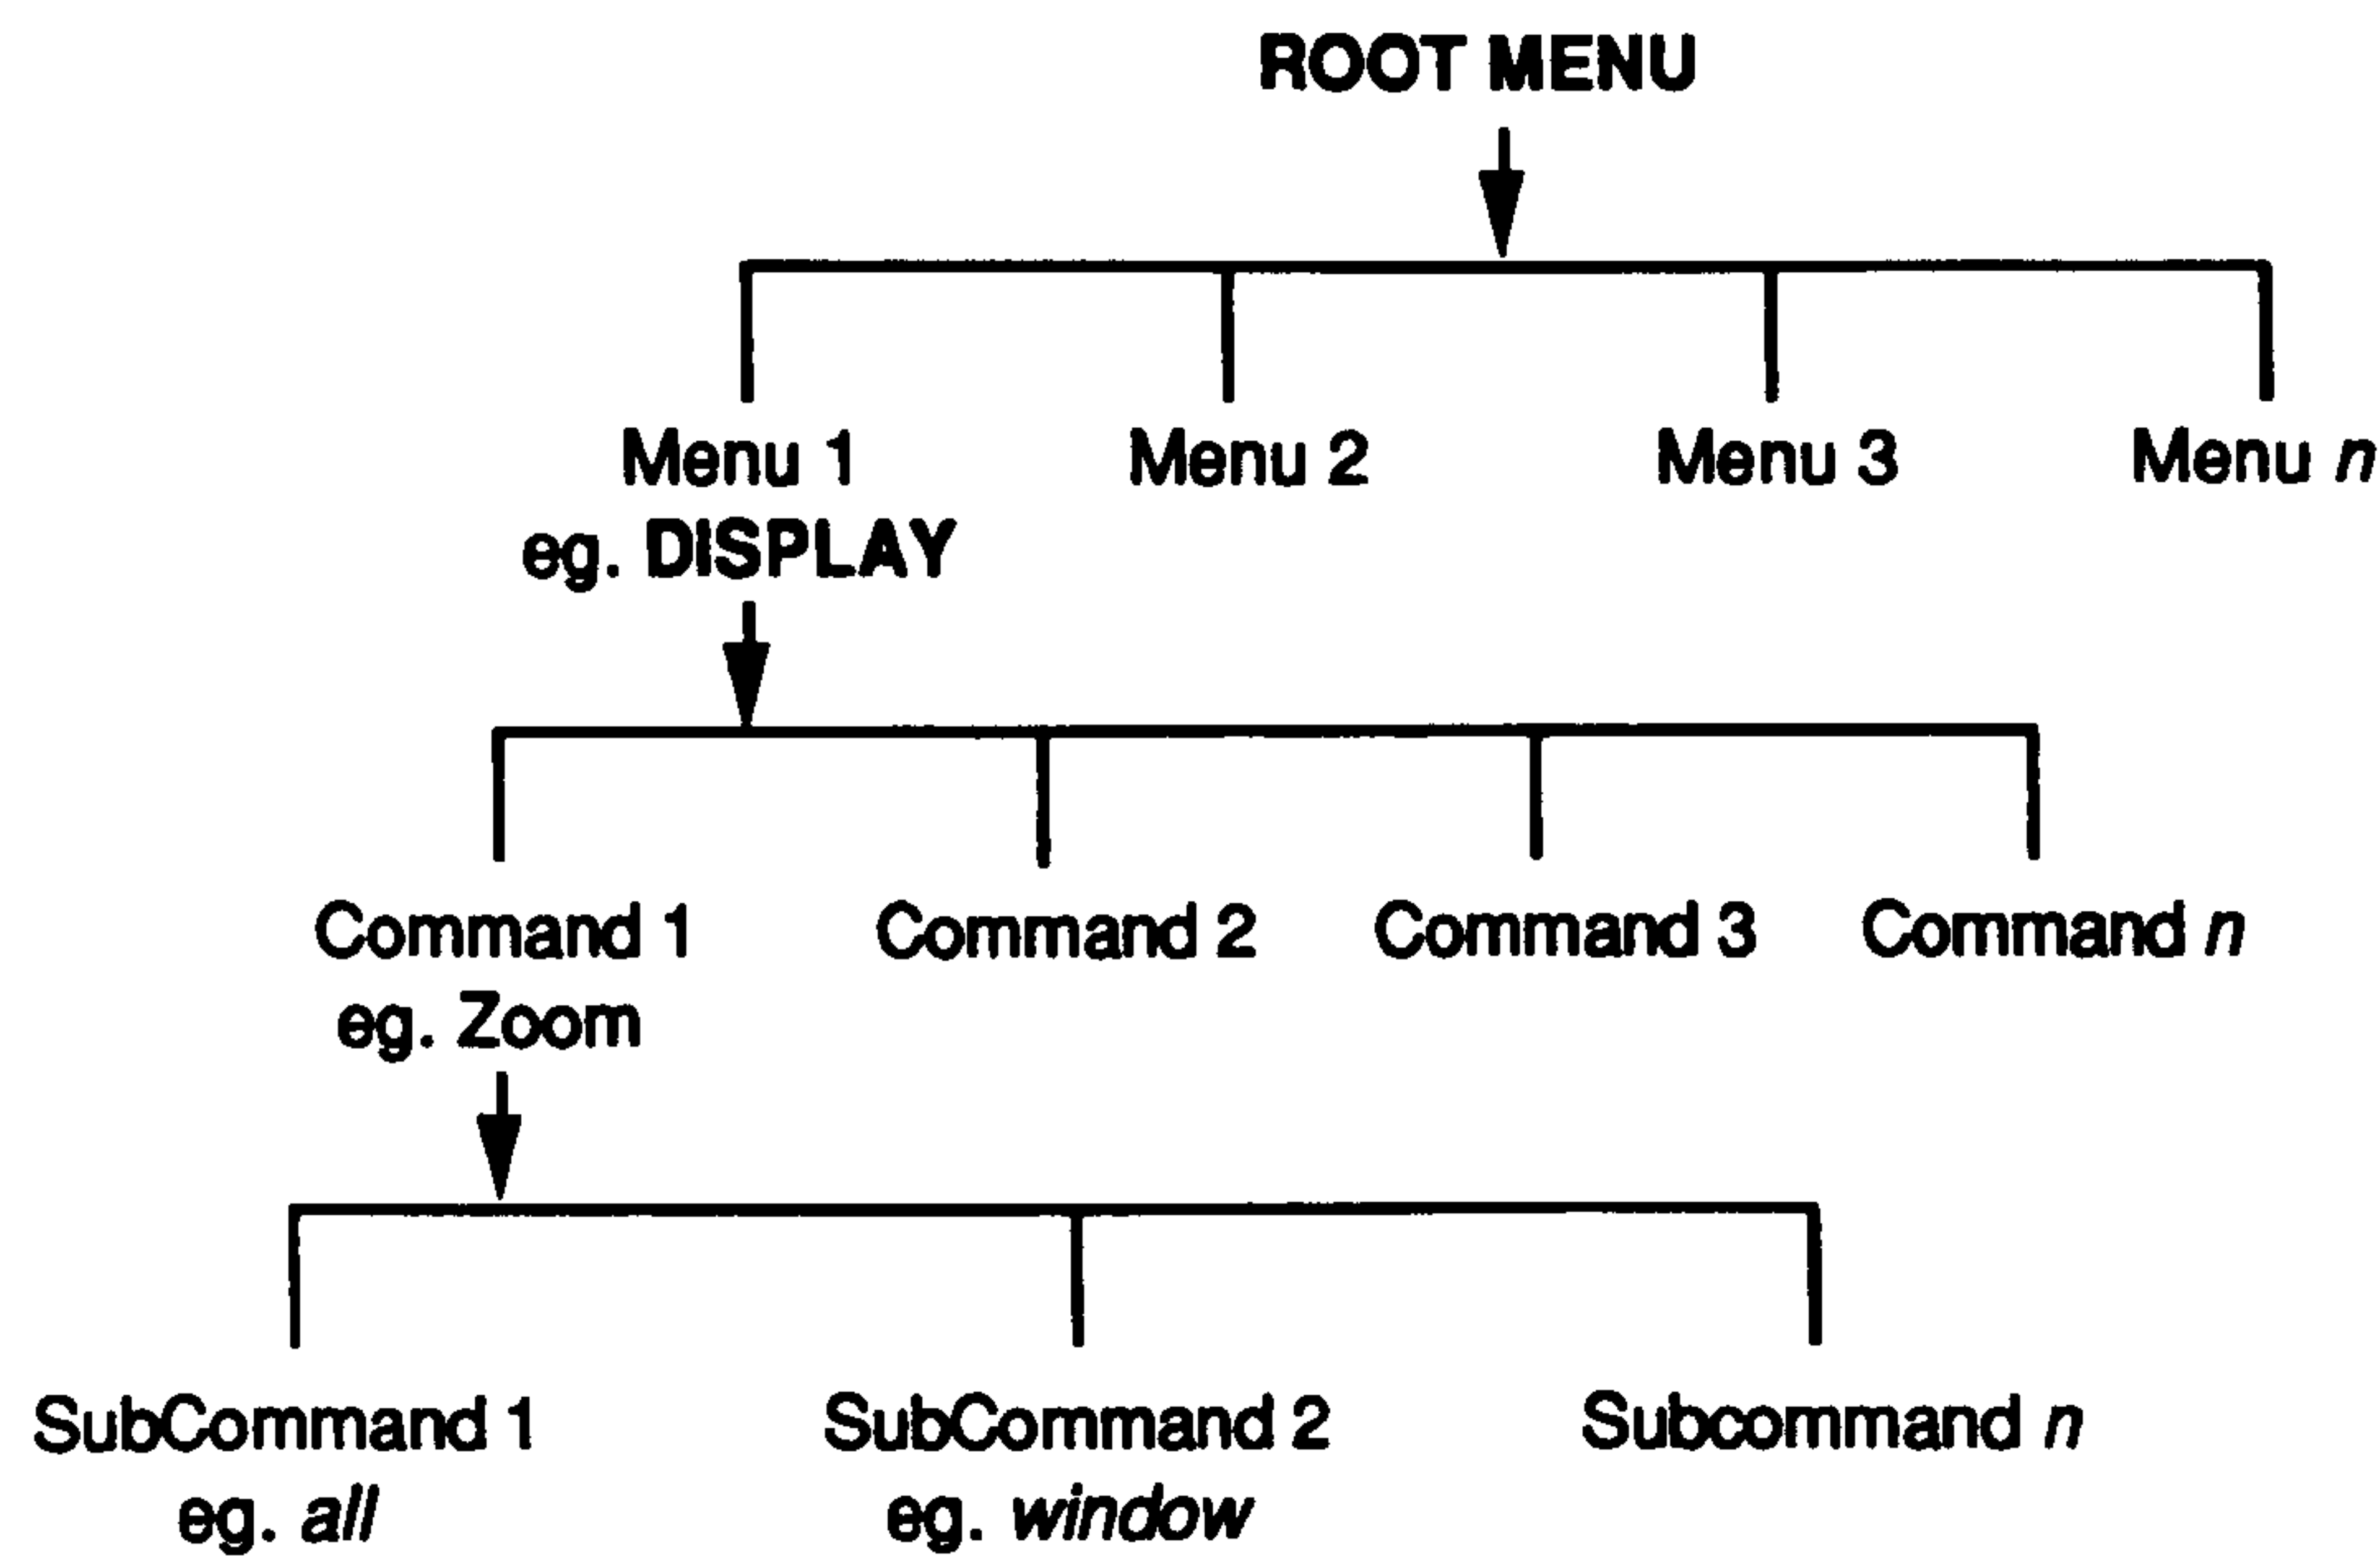 ROOT MENU
Menu 1 Menu 2 Menu 3 Menu n
eg. DISPLAY
Command 1 Command 2 Command 3 Command n
eg. Zoom
SubCommand 1 SubCommand 2 Subcommand n
eg. all eg. window